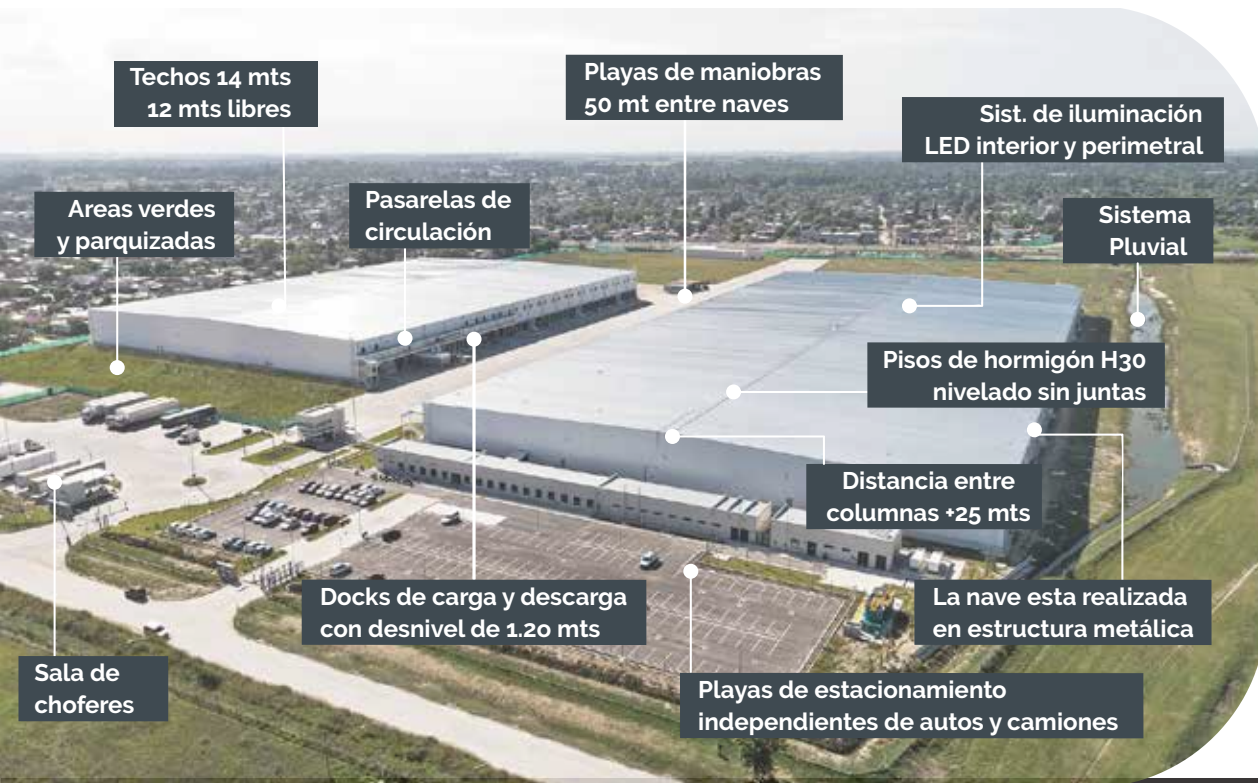 Techos 14 mts
12 mts libres
Playas de maniobras
50 mt entre naves
Sist. de iluminación
LED interior y perimetral
Areas verdes
y parquizadas
Pasarelas de
circulación
Sistema
Pluvial
Pisos de hormigón H30
nivelado sin juntas
Distancia entre
columnas +25 mts
Docks de carga y descarga
con desnivel de 1.20 mts
La nave esta realizada
en estructura metálica
Sala de
choferes
Playas de estacionamiento
independientes de autos y camiones